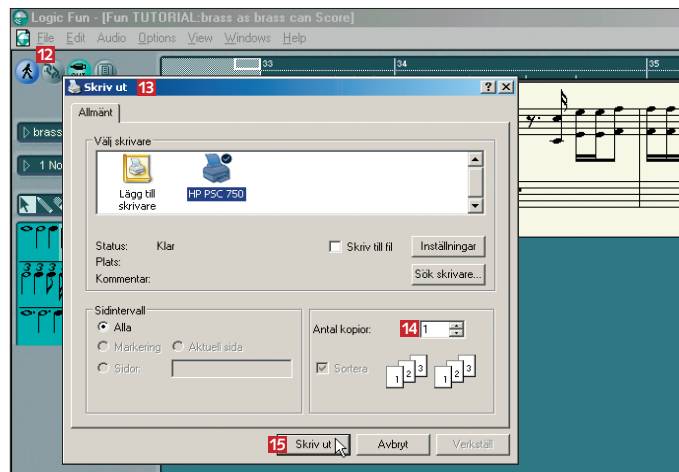 Logic Fun - [Fun TUTORIAL:brass as brass can Score]
File Edit Audio Options View Windows Help
12
33 34 35
Skriv ut 13
Allmänt
brass
Välj skrivare
1 No
Lägg till
skrivare
HP PSC 750
Status: Klar
Skriv till fil
Inställningar
Plats:
Kommentar:
Sök skrivare...
3 3 3
Sidintervall
Alla
Antal kopior: 14 1
Markering Aktuell sida
Sidor:
Sortera
1 2 3 1 2 3
15 Skriv ut Avbryt Verkställ